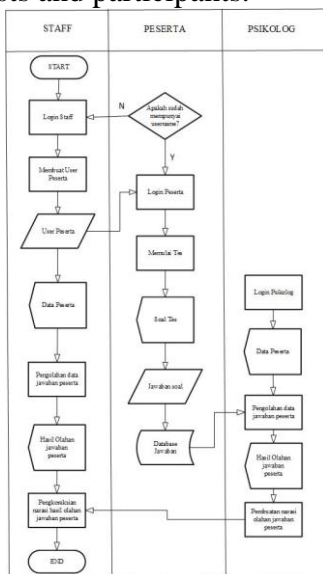 ots and participants.
STAFF
PESERTA
PSIKOLOG
START
Login Staff
N
Apakah sudah
mempunyai
username?
Membuat User
Peserta
Y
Login Peserta
User Peserta
Memulai Tes
Login Psikolog
Data Peserta
Soal Tes
Data Peserta
Pengolahan data
jawaban peserta
Jawaban soal
Pengolahan data
jawaban peserta
Hasil Olahan
jawaban
peserta
Database
Jawaban
Hasil Olahan
jawaban
peserta
Pengkoreksian
narasi hasil olahan
jawaban peserta
Pembuatan narasi
olahan jawaban
peserta
END